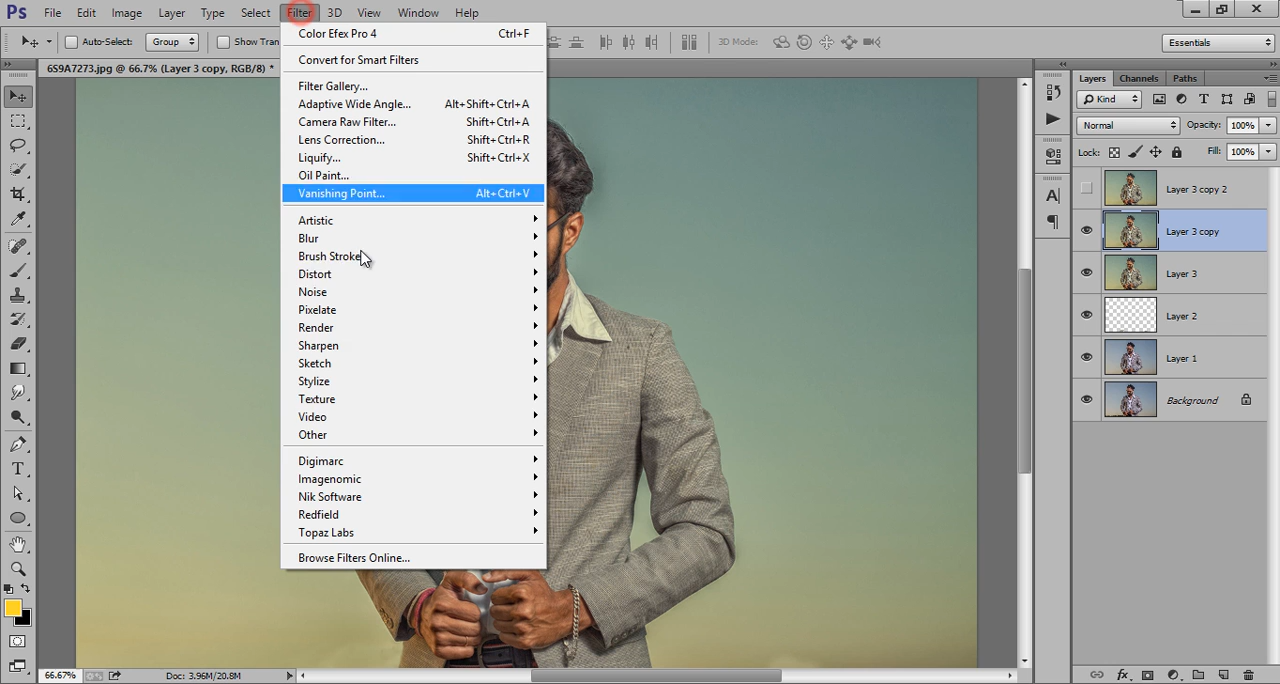 Ps File Edit Image Layer Type Select Filter 3D View Window Help
Auto-Select: Group Show Tran 3D Mode: Essentials
6S9A7273.jpg @ 66.7% (Layer 3 copy, RGB/8) *
Color Efex Pro 4 Ctrl+F
Convert for Smart Filters
Filter Gallery...
Adaptive Wide Angle... Alt+Shift+Ctrl+A
Camera Raw Filter... Shift+Ctrl+A
Lens Correction... Shift+Ctrl+R
Liquify... Shift+Ctrl+X
Oil Paint...
Vanishing Point... Alt+Ctrl+V
Artistic
Blur
Brush Stroke
Distort
Noise
Pixelate
Render
Sharpen
Sketch
Stylize
Texture
Video
Other
Digimarc
Imagenomic
Nik Software
Redfield
Topaz Labs
Browse Filters Online...
Layers Channels Paths
Kind
Normal Opacity: 100%
Lock: Fill: 100%
Layer 3 copy 2
Layer 3 copy
Layer 3
Layer 2
Layer 1
Background
66.67% Doc: 3.96M/20.8M